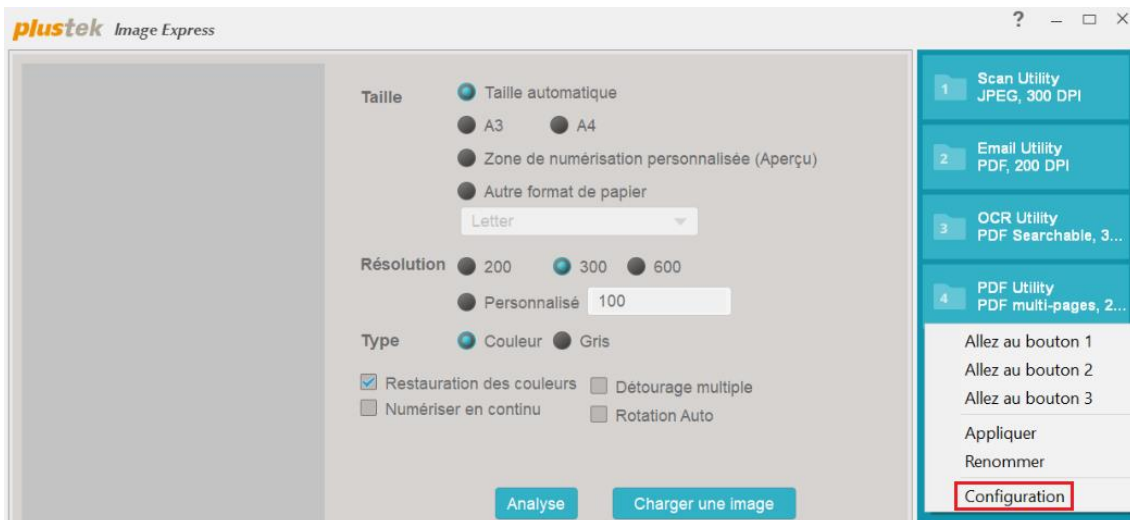 plustek Image Express
?
Taille
Taille automatique
A3 A4
Zone de numérisation personnalisée (Aperçu)
Autre format de papier
Letter
Résolution 200 300 600
Personnalisé 100
Type Couleur Gris
Restauration des couleurs Détourage multiple
Numériser en continu Rotation Auto
Analyse Charger une image
1 Scan Utility
JPEG, 300 DPI
2 Email Utility
PDF, 200 DPI
3 OCR Utility
PDF Searchable, 3...
4 PDF Utility
PDF multi-pages, 2...
Allez au bouton 1
Allez au bouton 2
Allez au bouton 3
Appliquer
Renommer
Configuration